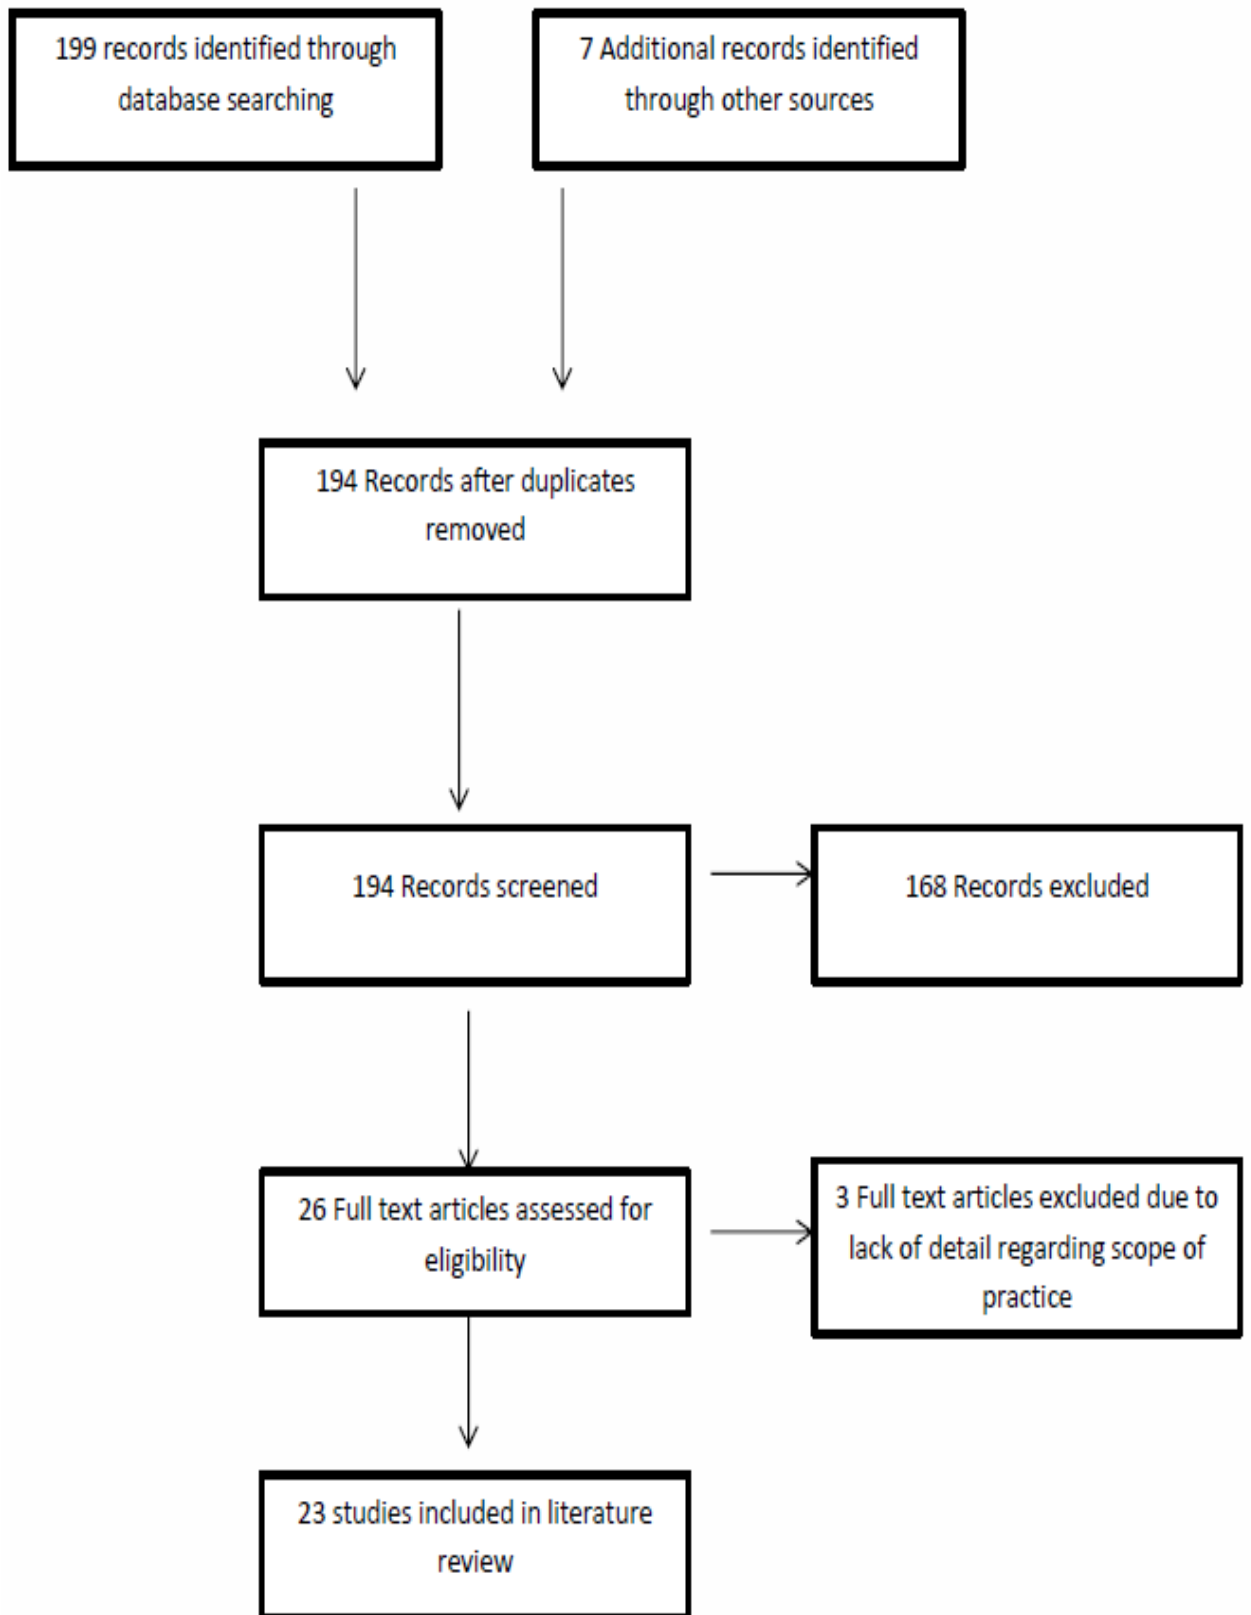 199 records identified through
database searching
7 Additional records identified
through other sources
194 Records after duplicates
removed
194 Records screened
168 Records excluded
26 Full text articles assessed for
eligibility
3 Full text articles excluded due to
lack of detail regarding scope of
practice
23 studies included in literature
review